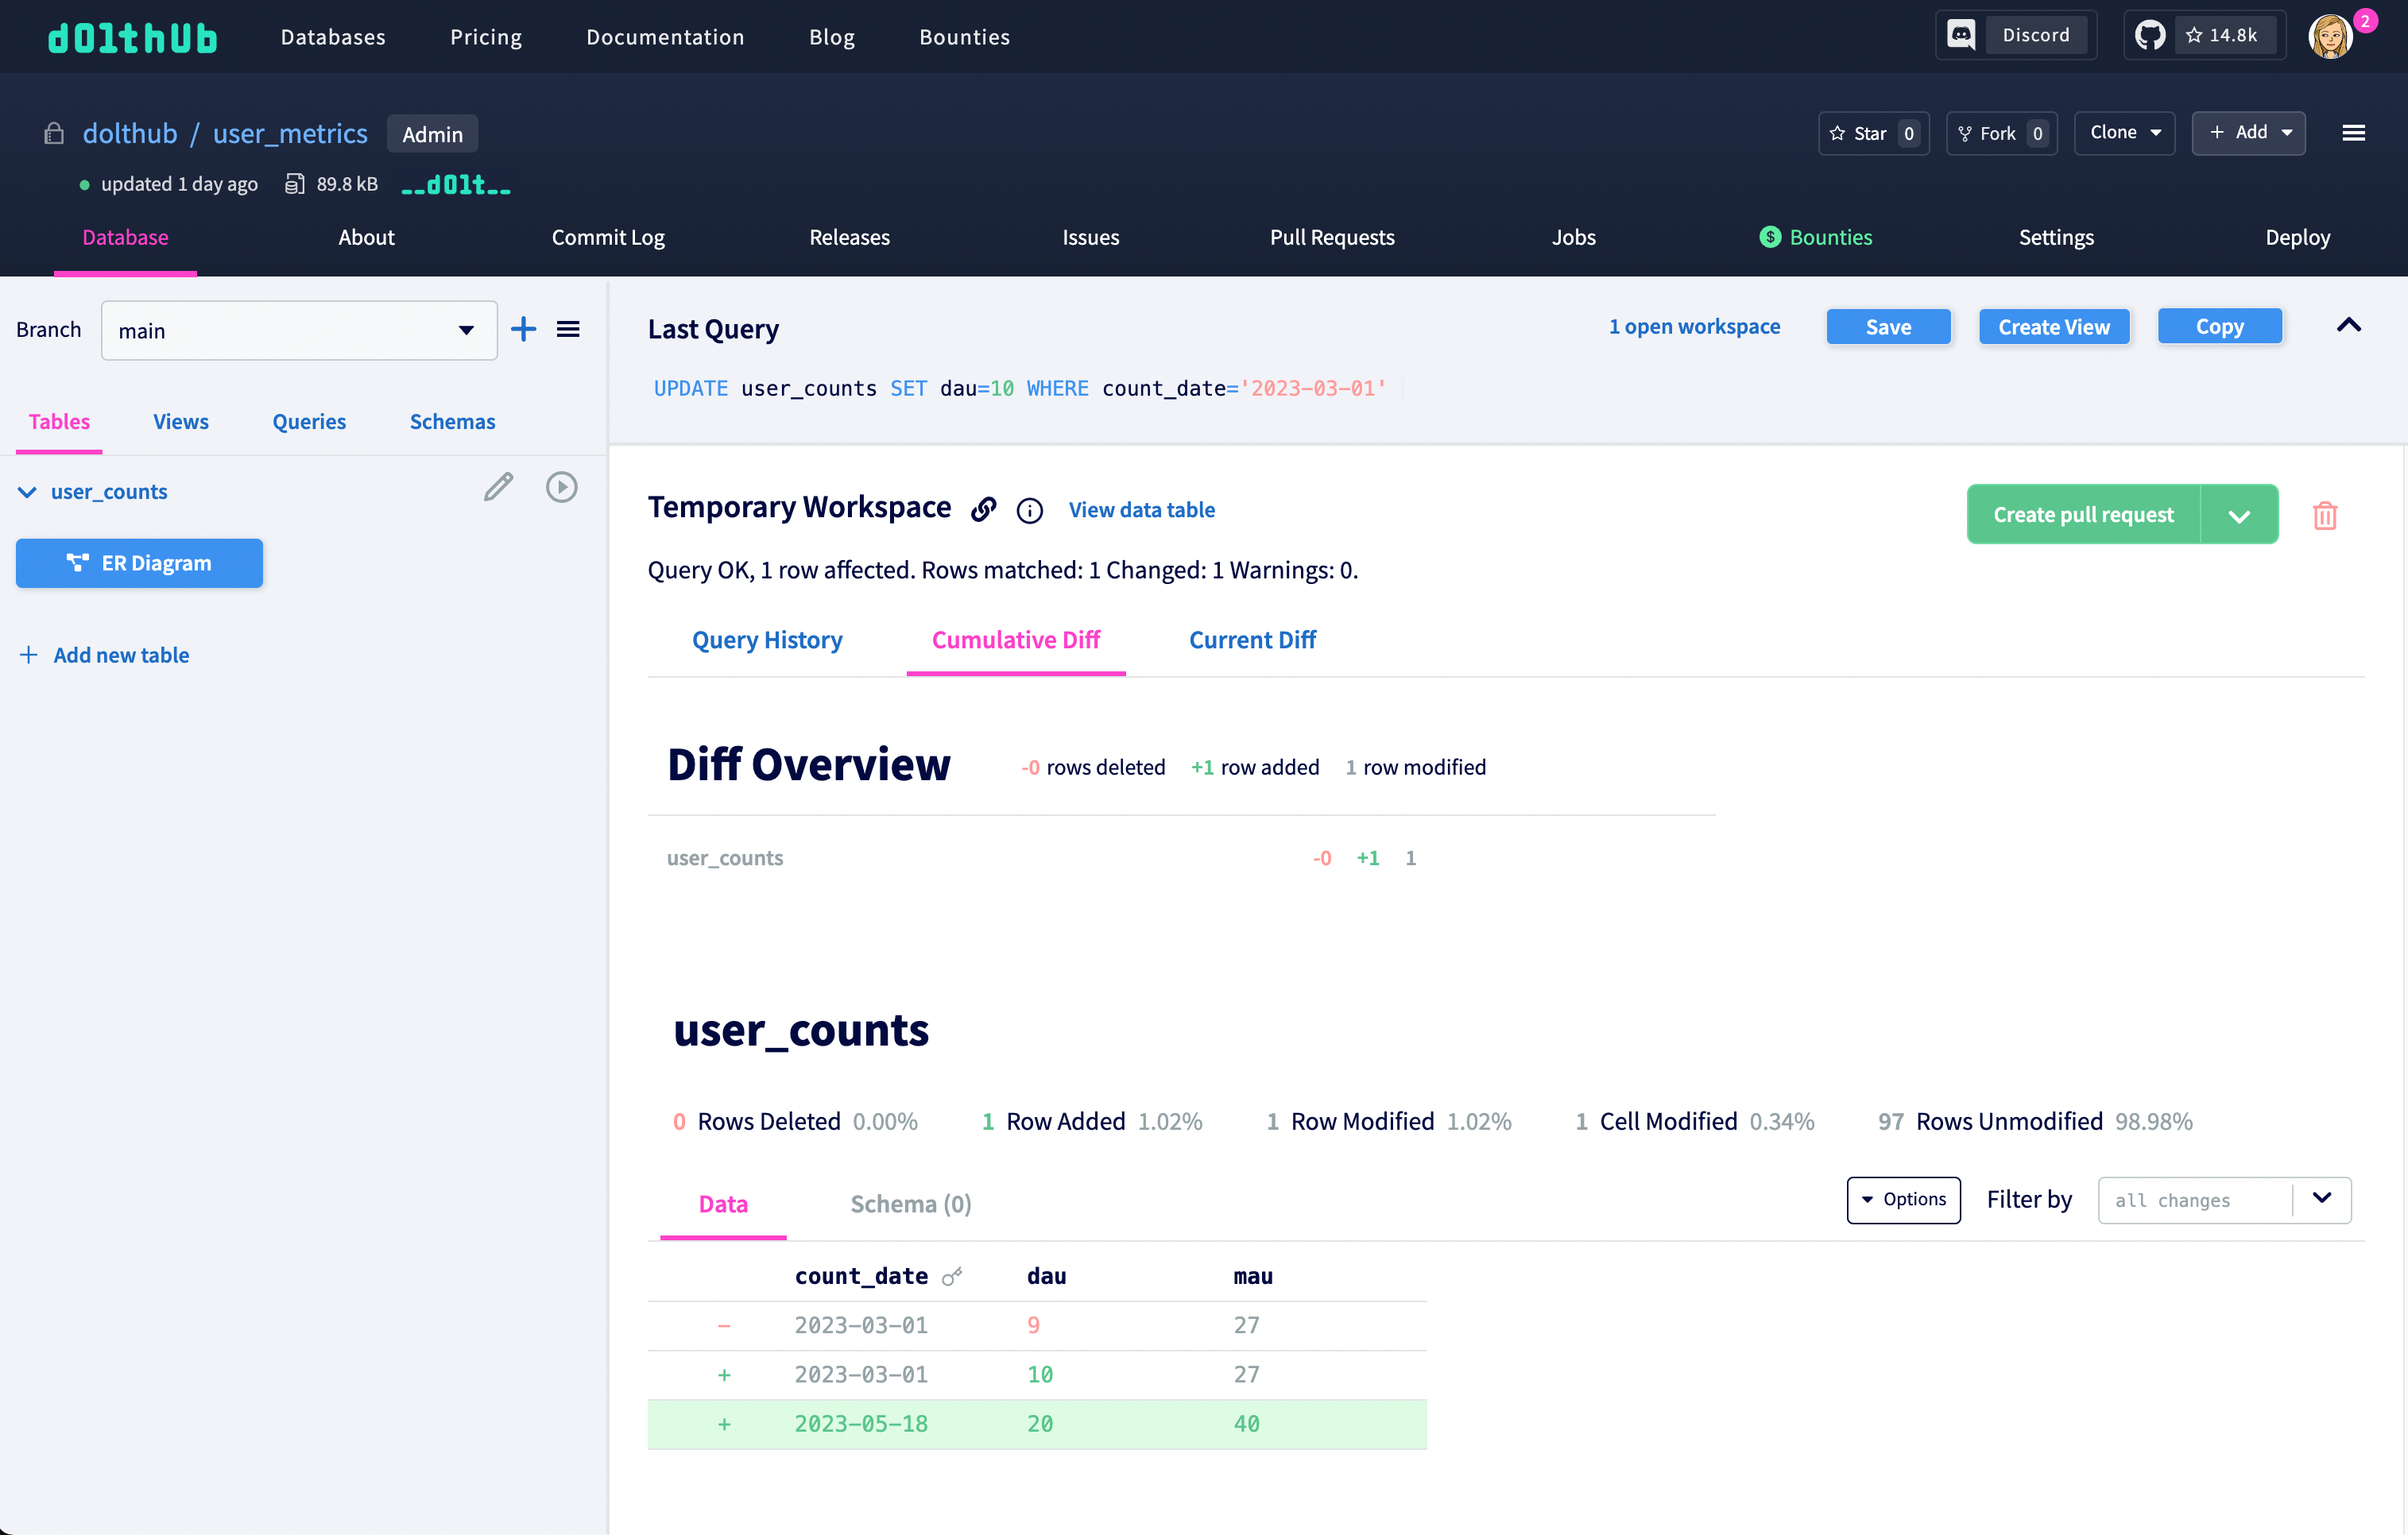 dolthub Databases Pricing Documentation Blog Bounties Discord 14.8k 2
dolthub / user_metrics Admin Star 0 Fork 0 Clone + Add
updated 1 day ago 89.8 kB __dolt__
Database About Commit Log Releases Issues Pull Requests Jobs $ Bounties Settings Deploy
Branch main
Last Query 1 open workspace Save Create View Copy
UPDATE user_counts SET dau=10 WHERE count_date='2023-03-01'
Tables Views Queries Schemas
user_counts
ER Diagram
+ Add new table
Temporary Workspace View data table Create pull request
Query OK, 1 row affected. Rows matched: 1 Changed: 1 Warnings: 0.
Query History Cumulative Diff Current Diff
Diff Overview -0 rows deleted +1 row added 1 row modified
user_counts -0 +1 1
user_counts
0 Rows Deleted 0.00% 1 Row Added 1.02% 1 Row Modified 1.02% 1 Cell Modified 0.34% 97 Rows Unmodified 98.98%
Data Schema (0) Options Filter by all changes
count_date dau mau
- 2023-03-01 9 27
+ 2023-03-01 10 27
+ 2023-05-18 20 40